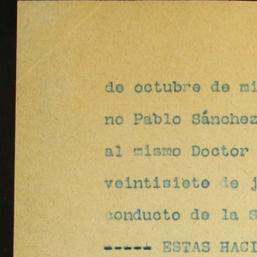 de octubre de mi
no Pablo Sánchez
al mismo Doctor
veintisiete de j
conducto de la S
----- ESTAS HACI